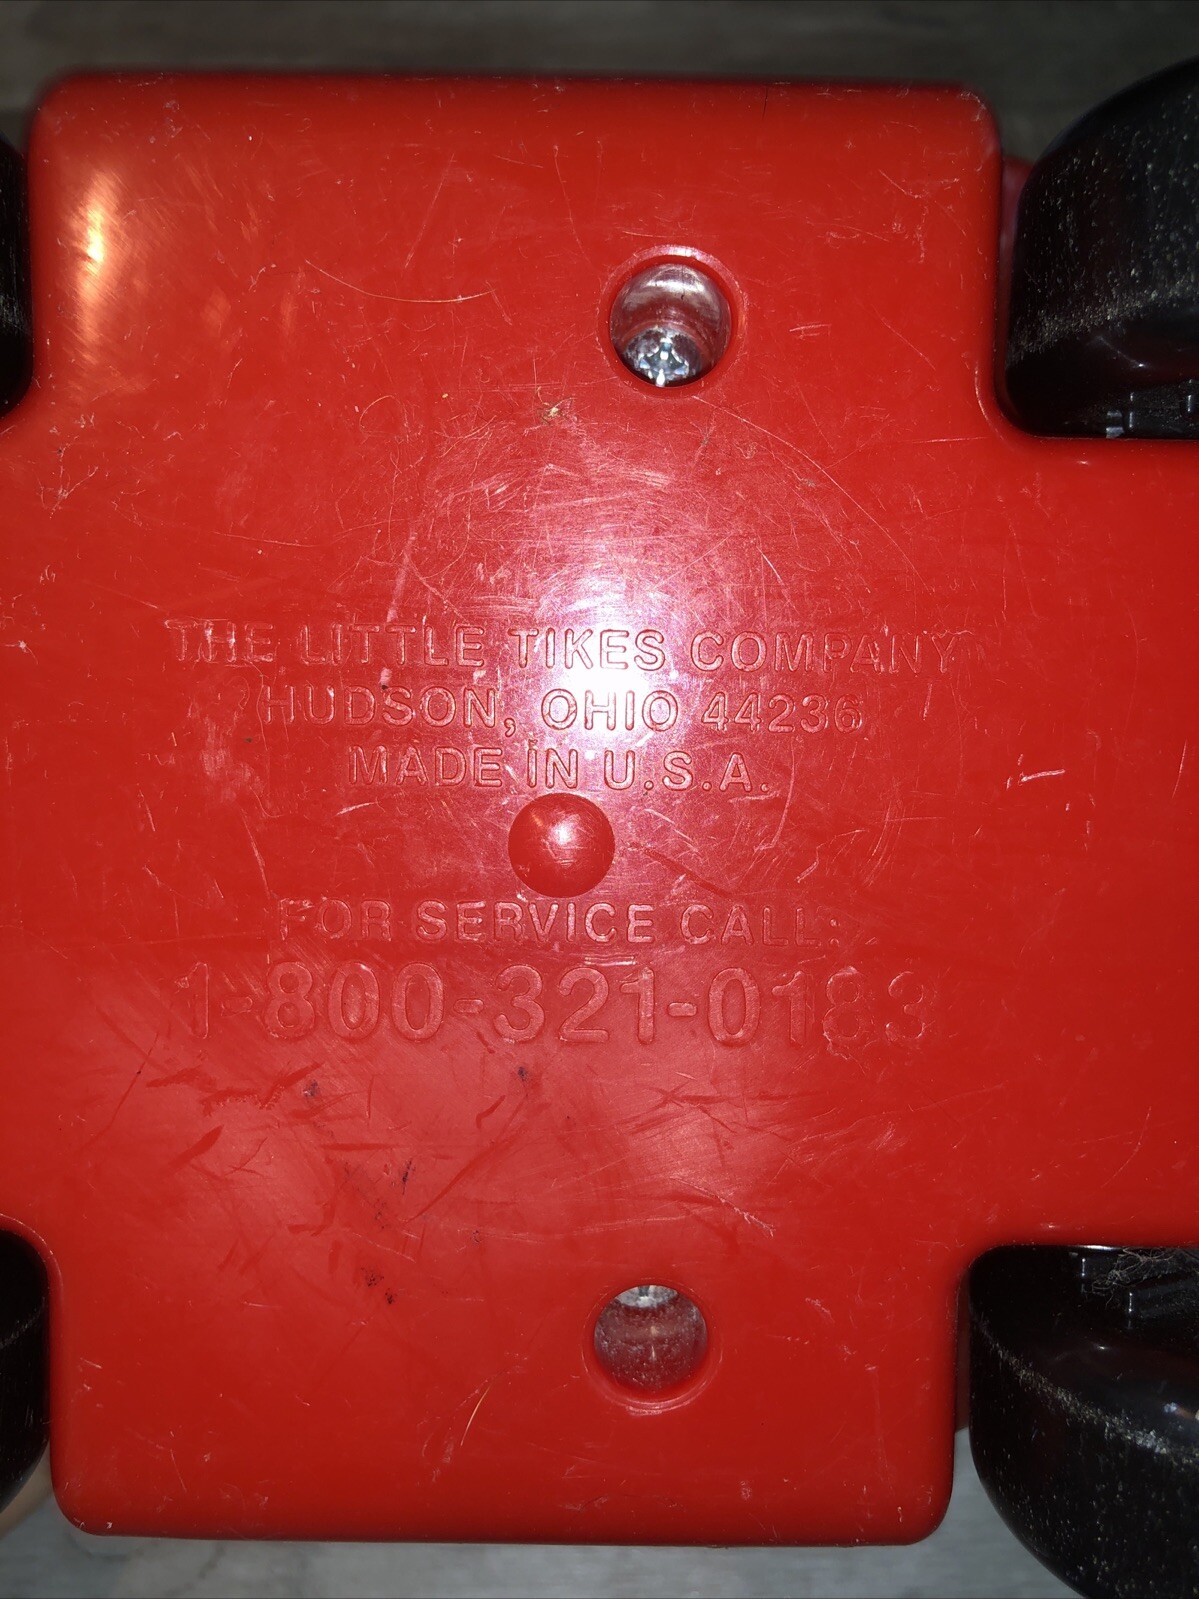 THE LITTLE TIKES COMPANY
HUDSON, OHIO 44236
MADE IN U.S.A.
FOR SERVICE CALL:
1-800-321-0183